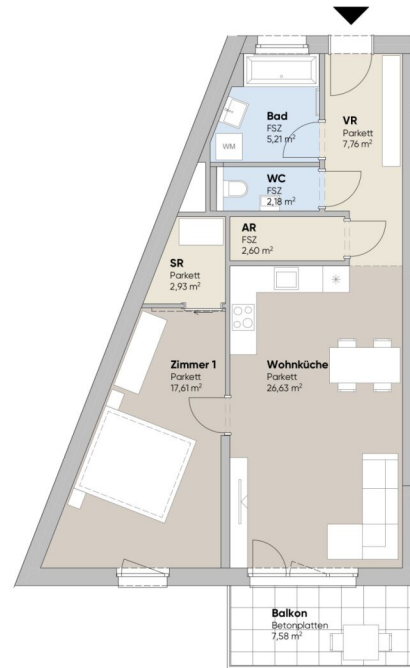 Bad
FSZ
5,21 m²
WM
VR
Parkett
7,76 m²
WC
FSZ
2,18 m²
AR
FSZ
2,60 m²
SR
Parkett
2,93 m²
Zimmer 1
Parkett
17,61 m²
Wohnküche
Parkett
26,63 m²
Balkon
Betonplatten
7,58 m²